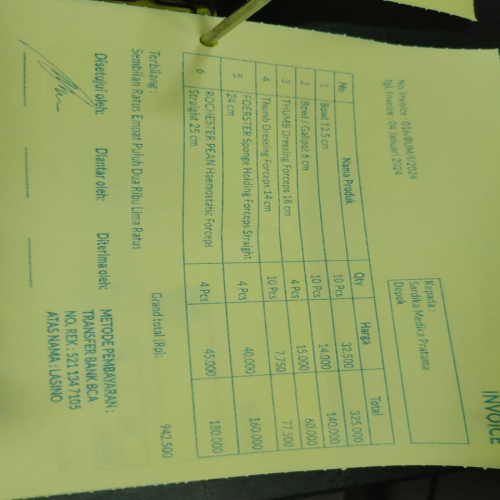 INVOICE
No. Invoice : 016/BUM/I/2024
Tgl. Invoice : 04 Januari 2024
Kepada :
Sardika Medika Pratama
Depok
No Nama Produk Qty Harga Total
1 Bowl 12.5 cm 10 Pcs 32.500 325.000
2 Bowl / Gallpot 6 cm 10 Pcs 14.000 140.000
3 THUMB Dressing Forceps 18 cm 4 Pcs 15.000 60.000
4 Thumb Dressing Forceps 14 cm 10 Pcs 7.750 77.500
5 FOERSTER Sponge Holding Forceps Straight 24 cm 4 Pcs 40.000 160.000
6 ROCHESTER PEAN Haemostatic Forceps Straight 25 cm 4 Pcs 45.000 180.000
Grand total (Rp): 942.500
Terbilang :
Sembilan Ratus Empat Puluh Dua Ribu Lima Ratus
Disetujui oleh: Diantar oleh: Diterima oleh:
METODE PEMBAYARAN :
TRANSFER BANK BCA
NO. REK : 521 134 7105
ATAS NAMA : LASINO